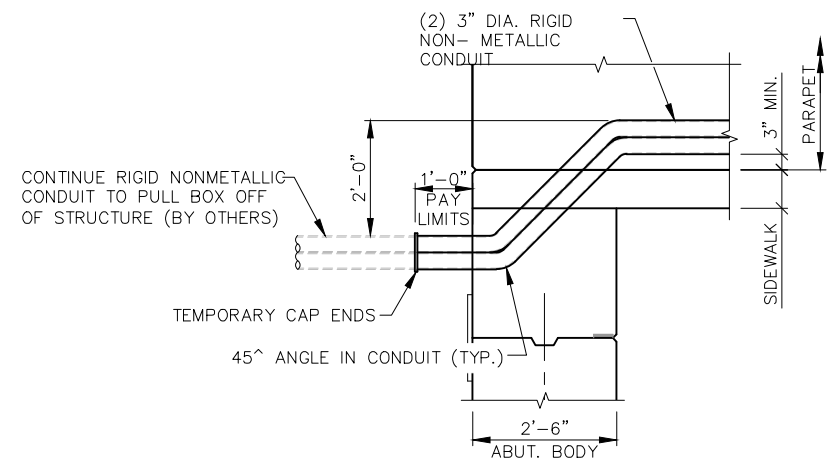 (2) 3" DIA. RIGID
NON- METALLIC
CONDUIT
PARAPET
3" MIN.
2'-0"
1'-0"
PAY
LIMITS
CONTINUE RIGID NONMETALLIC
CONDUIT TO PULL BOX OFF
OF STRUCTURE (BY OTHERS)
SIDEWALK
TEMPORARY CAP ENDS
45^ ANGLE IN CONDUIT (TYP.)
2'-6"
ABUT. BODY